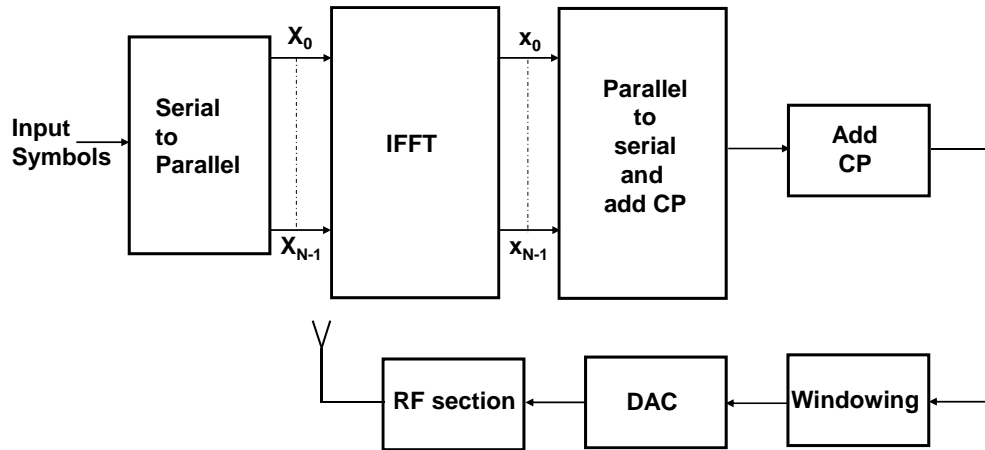 Input
Symbols
Serial
to
Parallel
X0
XN-1
IFFT
x0
xN-1
Parallel
to
serial
and
add CP
Add
CP
Windowing
DAC
RF section